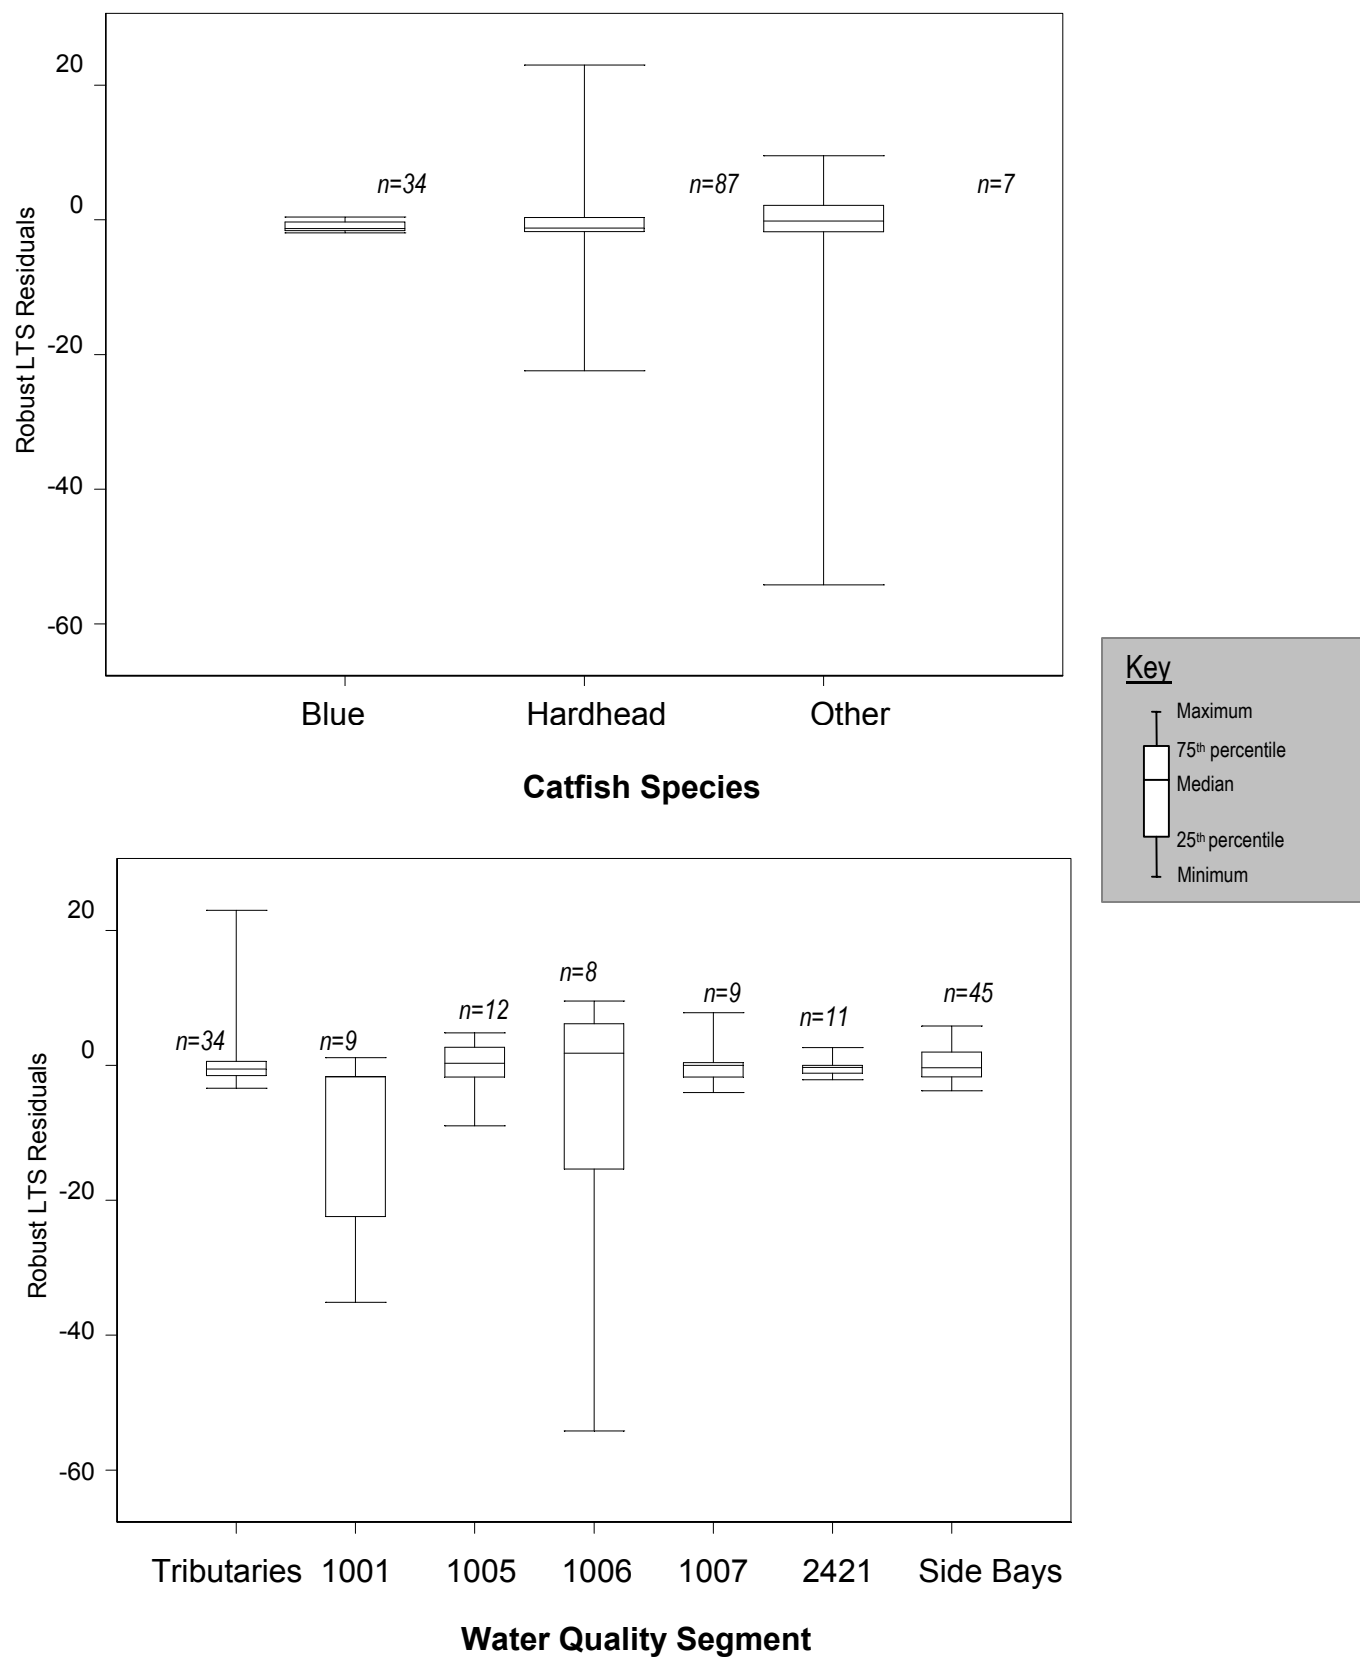 20
0
-20
-40
-60
Robust LTS Residuals
n=34
n=87
n=7
Blue
Hardhead
Other
Catfish Species
Key
Maximum
75th percentile
Median
25th percentile
Minimum
20
0
-20
-40
-60
Robust LTS Residuals
n=34
n=9
n=12
n=8
n=9
n=11
n=45
Tributaries
1001
1005
1006
1007
2421
Side Bays
Water Quality Segment